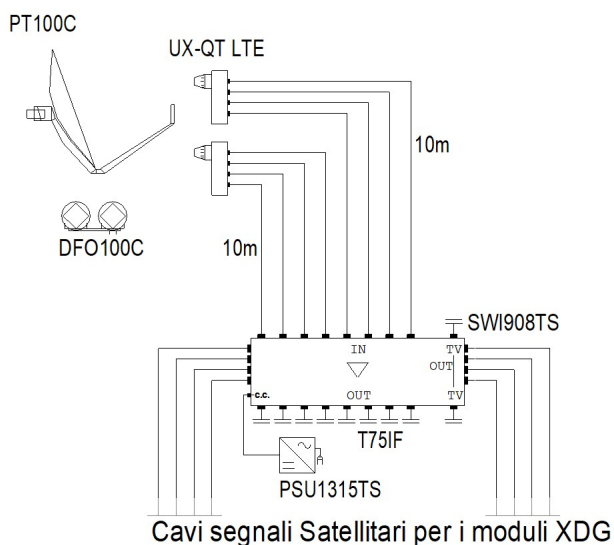 PT100C
UX-QT LTE
10m
DFO100C
10m
SWI908TS
IN
TV
OUT
c.c.
OUT
TV
T75IF
PSU1315TS
Cavi segnali Satellitari per i moduli XDG